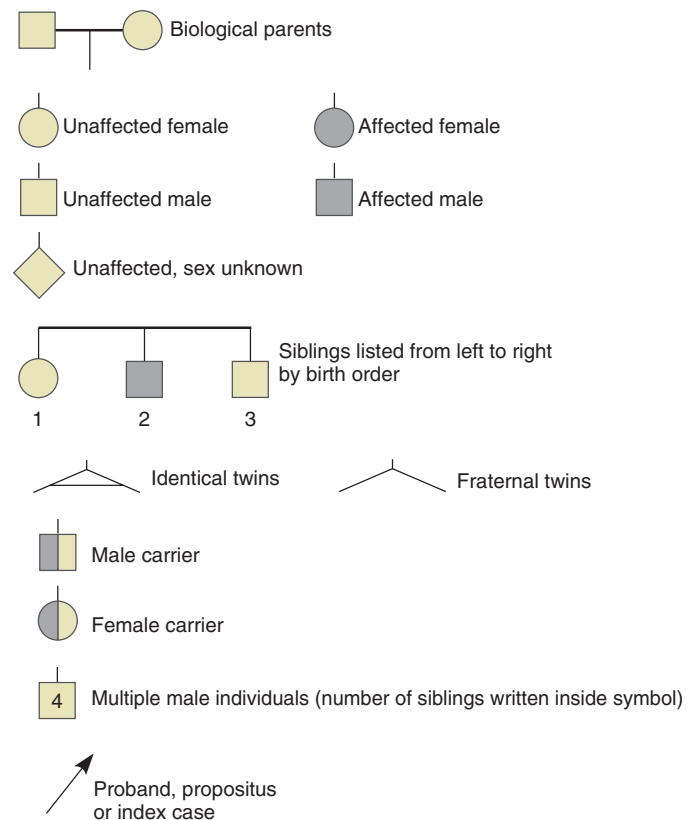 Biological parents
Unaffected female
Affected female
Unaffected male
Affected male
Unaffected, sex unknown
Siblings listed from left to right
by birth order
1 2 3
Identical twins
Fraternal twins
Male carrier
Female carrier
4
Multiple male individuals (number of siblings written inside symbol)
Proband, propositus
or index case